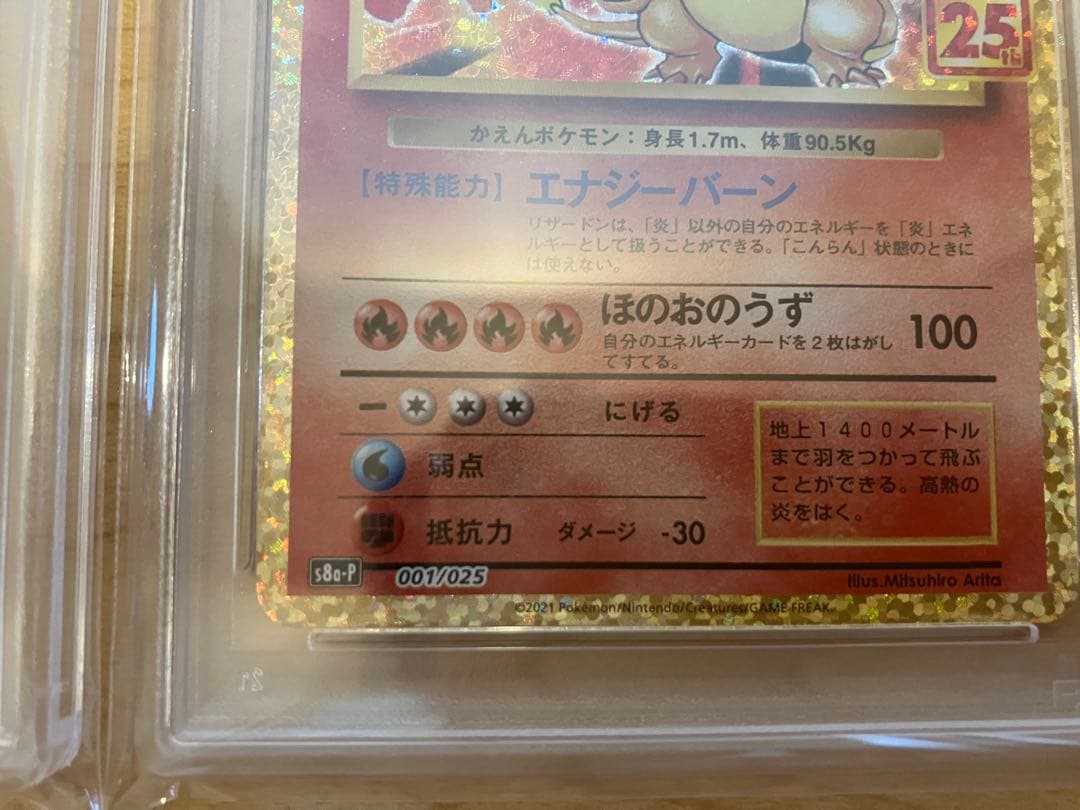 25th
かえんポケモン：身長1.7m、体重90.5Kg
【特殊能力】 エナジーバーン
リザードンは、「炎」以外の自分のエネルギーを「炎」エネ
ルギーとして扱うことができる。「こんらん」状態のときに
は使えない。
ほのおのうず 100
自分のエネルギーカードを２枚はがし
てすてる。
ー にげる
弱点
抵抗力 ダメージ -30
地上１４００メートル
まで羽をつかって飛ぶ
ことができる。高熱の
炎をはく。
s8a-P 001/025
Illus.Mitsuhiro Arita
©2021 Pokémon/Nintendo/Creatures/GAME FREAK